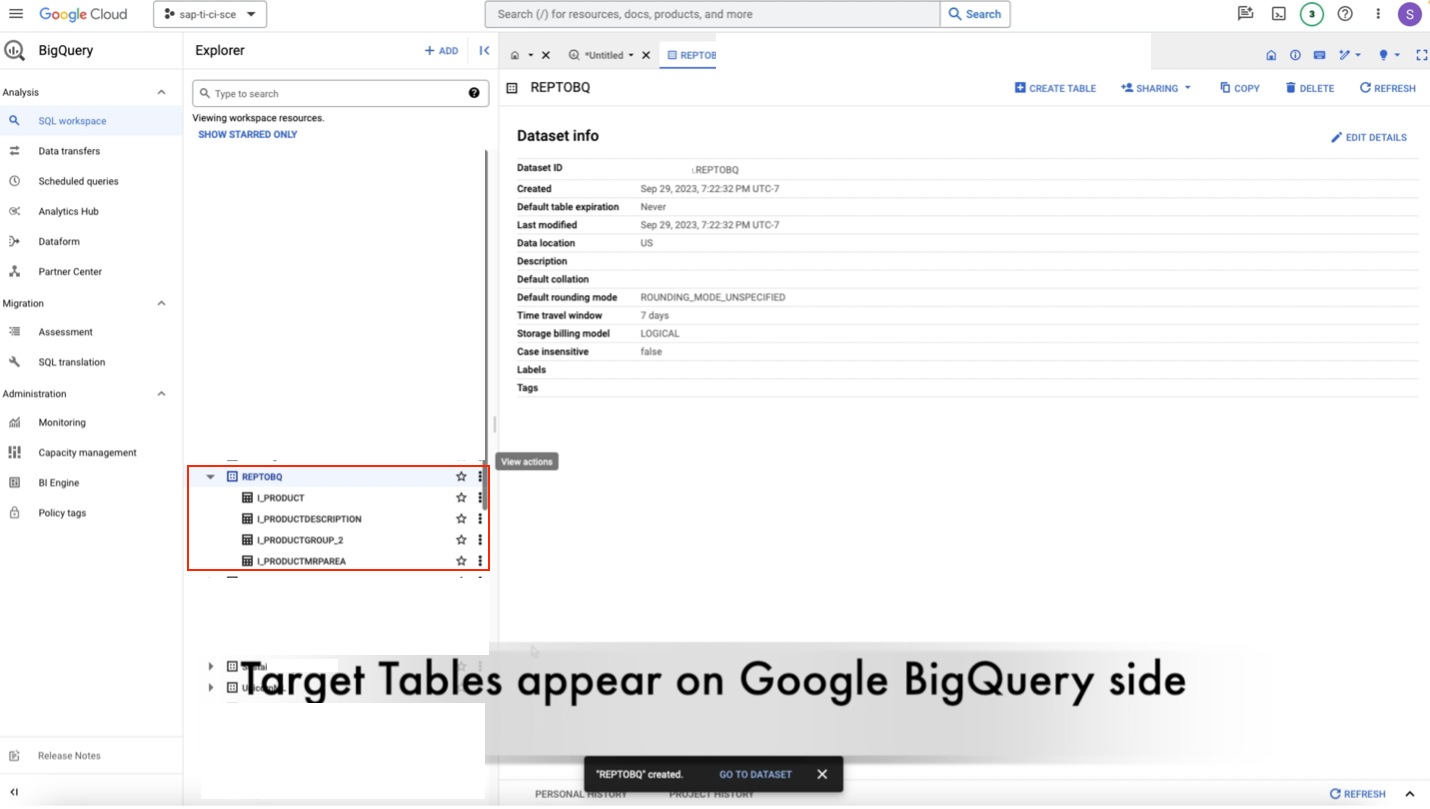 Google Cloud
sap-ti-ci-sce
Search (/) for resources, docs, products, and more
Search
3
S
BigQuery
Explorer
+ ADD
*Untitled
REPTOB
Analysis
SQL workspace
Data transfers
Scheduled queries
Analytics Hub
Dataform
Partner Center
Migration
Assessment
SQL translation
Administration
Monitoring
Capacity management
BI Engine
Policy tags
Release Notes
Type to search
Viewing workspace resources.
SHOW STARRED ONLY
REPTOBQ
I_PRODUCT
I_PRODUCTDESCRIPTION
I_PRODUCTGROUP_2
I_PRODUCTMRPAREA
View actions
REPTOBQ
CREATE TABLE
SHARING
COPY
DELETE
REFRESH
Dataset info
EDIT DETAILS
Dataset ID .REPTOBQ
Created Sep 29, 2023, 7:22:32 PM UTC-7
Default table expiration Never
Last modified Sep 29, 2023, 7:22:32 PM UTC-7
Data location US
Description
Default collation
Default rounding mode ROUNDING_MODE_UNSPECIFIED
Time travel window 7 days
Storage billing model LOGICAL
Case insensitive false
Labels
Tags
Target Tables appear on Google BigQuery side
"REPTOBQ" created. GO TO DATASET
PERSONAL HISTORY PROJECT HISTORY
REFRESH